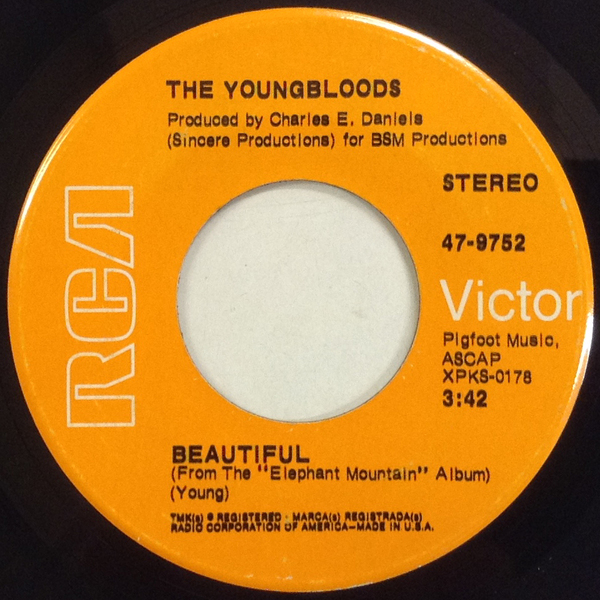 THE YOUNGBLOODS
Produced by Charles E. Daniels
(Sincere Productions) for BSM Productions
STEREO
47-9752
RCA
Victor
Pigfoot Music,
ASCAP
XPKS-0178
3:42
BEAUTIFUL
(From The "Elephant Mountain" Album)
(Young)
TMK(s) ® REGISTERED · MARCA(s) REGISTRADA(s)
RADIO CORPORATION OF AMERICA—MADE IN U.S.A.